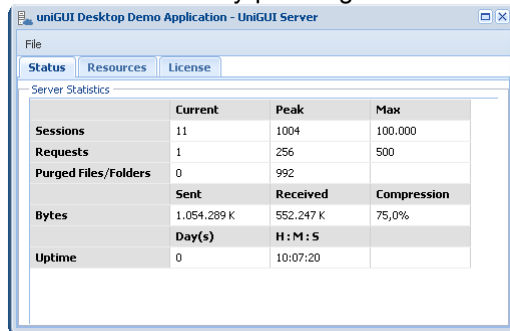 uniGUI Desktop Demo Application - UniGUI Server
File
Status Resources License
Server Statistics
Current Peak Max
Sessions 11 1004 100.000
Requests 1 256 500
Purged Files/Folders 0 992
Sent Received Compression
Bytes 1.054.289 K 552.247 K 75,0%
Day(s) H:M:S
Uptime 0 10:07:20